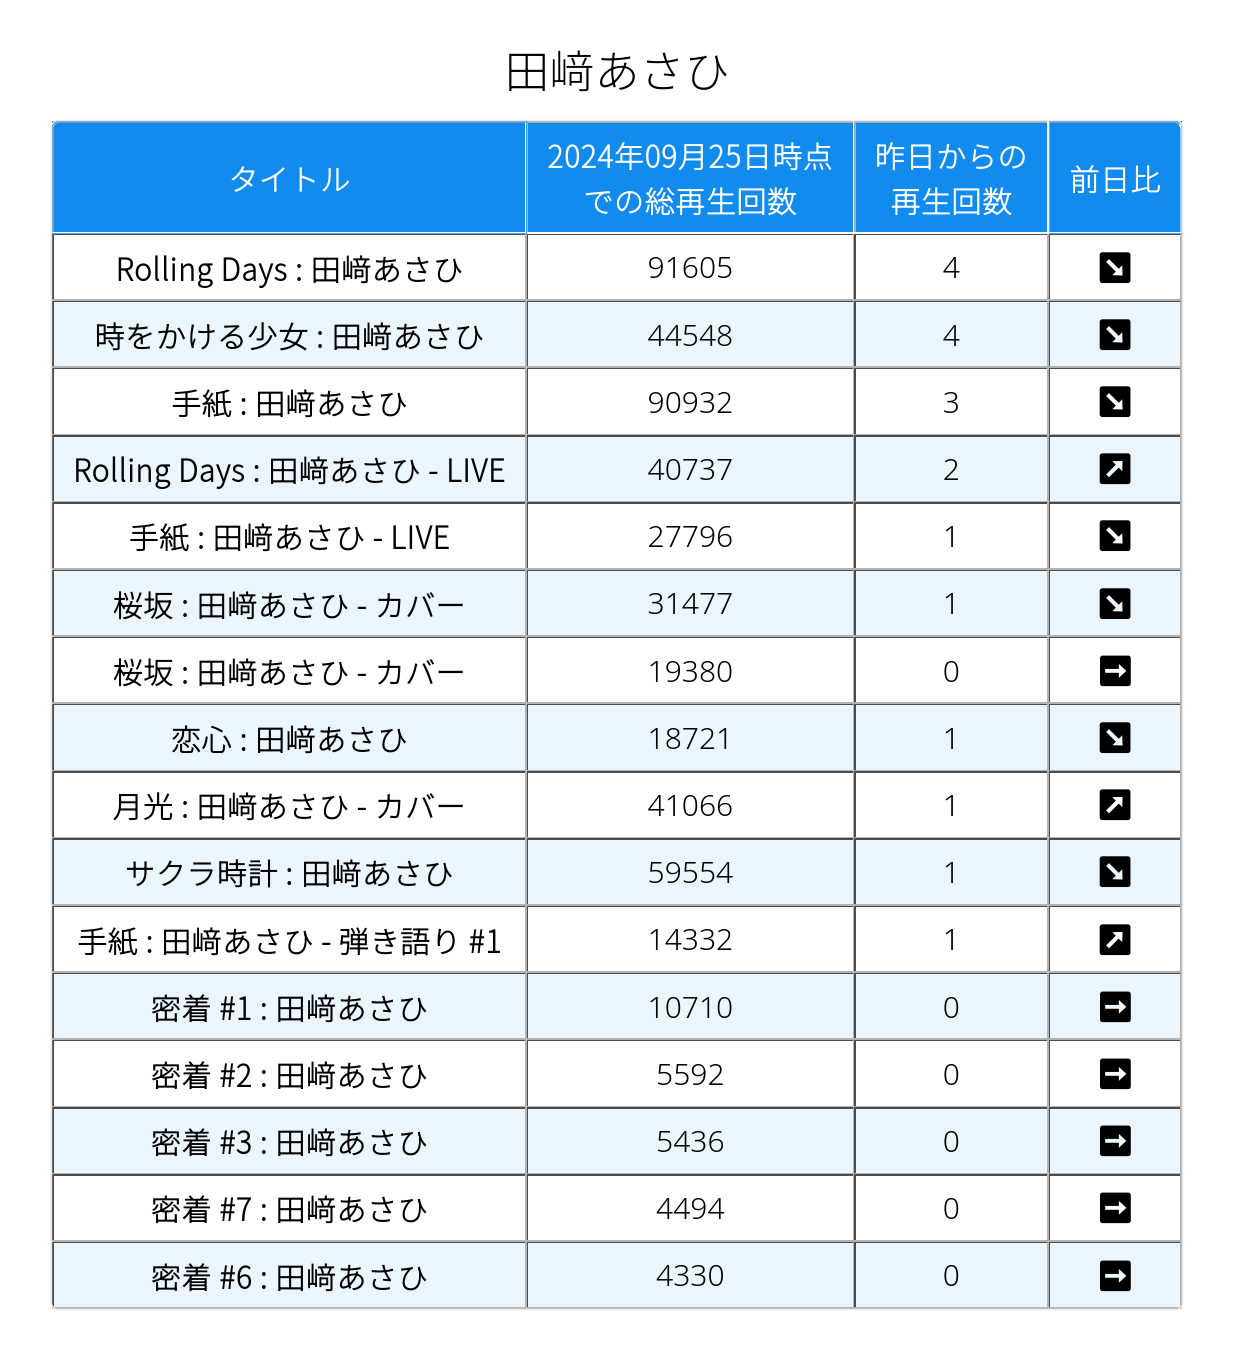 田﨑あさひ
タイトル 2024年09月25日時点での総再生回数 昨日からの再生回数 前日比
Rolling Days : 田﨑あさひ 91605 4 ↘
時をかける少女 : 田﨑あさひ 44548 4 ↘
手紙 : 田﨑あさひ 90932 3 ↘
Rolling Days : 田﨑あさひ - LIVE 40737 2 ↗
手紙 : 田﨑あさひ - LIVE 27796 1 ↘
桜坂 : 田﨑あさひ - カバー 31477 1 ↘
桜坂 : 田﨑あさひ - カバー 19380 0 →
恋心 : 田﨑あさひ 18721 1 ↘
月光 : 田﨑あさひ - カバー 41066 1 ↗
サクラ時計 : 田﨑あさひ 59554 1 ↘
手紙 : 田﨑あさひ - 弾き語り #1 14332 1 ↗
密着 #1 : 田﨑あさひ 10710 0 →
密着 #2 : 田﨑あさひ 5592 0 →
密着 #3 : 田﨑あさひ 5436 0 →
密着 #7 : 田﨑あさひ 4494 0 →
密着 #6 : 田﨑あさひ 4330 0 →